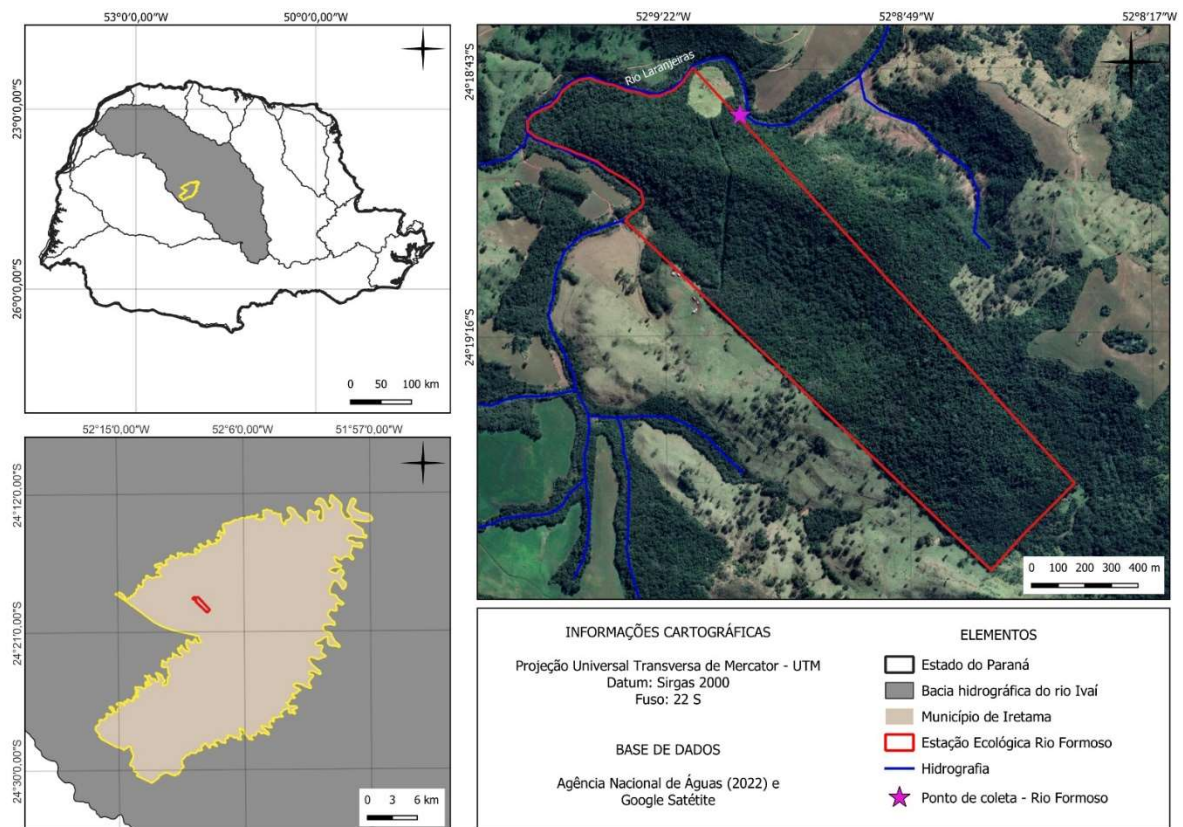 53°0'0,00"W
50°0'0,00"W
23°0'0,00"S
26°0'0,00"S
0 50 100 km
52°15'0,00"W
52°6'0,00"W
51°57'0,00"W
24°12'0,00"S
24°21'0,00"S
24°30'0,00"S
0 3 6 km
52°9'22"W
52°8'49"W
52°8'17"W
24°18'43"S
24°19'16"S
Rio Laranjeiras
0 100 200 300 400 m
INFORMAÇÕES CARTOGRÁFICAS
Projeção Universal Transversa de Mercator - UTM
Datum: Sirgas 2000
Fuso: 22 S
BASE DE DADOS
Agência Nacional de Águas (2022) e
Google Satétite
ELEMENTOS
Estado do Paraná
Bacia hidrográfica do rio Ivaí
Município de Iretama
Estação Ecológica Rio Formoso
Hidrografia
Ponto de coleta - Rio Formoso